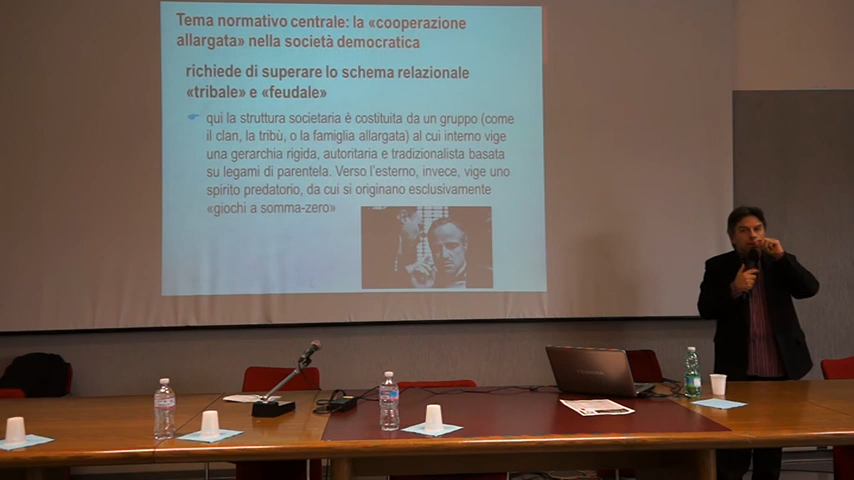 Tema normativo centrale: la «cooperazione
allargata» nella società democratica
richiede di superare lo schema relazionale
«tribale» e «feudale»
qui la struttura societaria è costituita da un gruppo (come
il clan, la tribù, o la famiglia allargata) al cui interno vige
una gerarchia rigida, autoritaria e tradizionalista basata
su legami di parentela. Verso l'esterno, invece, vige uno
spirito predatorio, da cui si originano esclusivamente
«giochi a somma-zero»